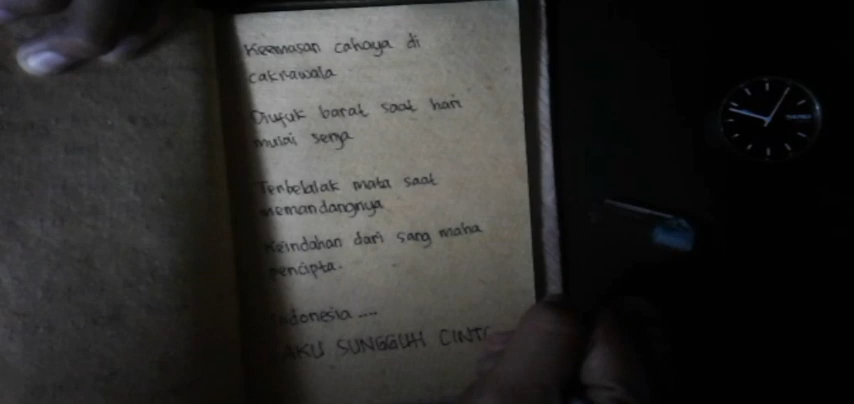 Keemasan cahaya di
cakrawala
Diufuk barat saat hari
mulai senja
Terbelalak mata saat
memandangnya
Keindahan dari sang maha
pencipta.
Indonesia ....
AKU SUNGGUH CINT